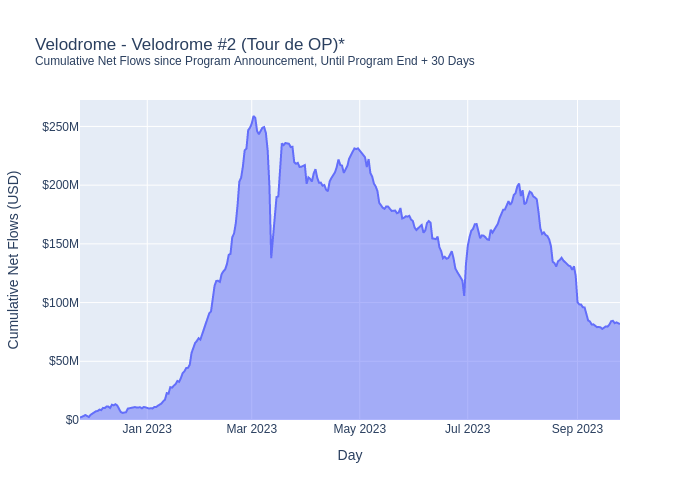 Velodrome - Velodrome #2 (Tour de OP)*
Cumulative Net Flows since Program Announcement, Until Program End + 30 Days
Cumulative Net Flows (USD)
$250M
$200M
$150M
$100M
$50M
$0
Jan 2023 Mar 2023 May 2023 Jul 2023 Sep 2023
Day